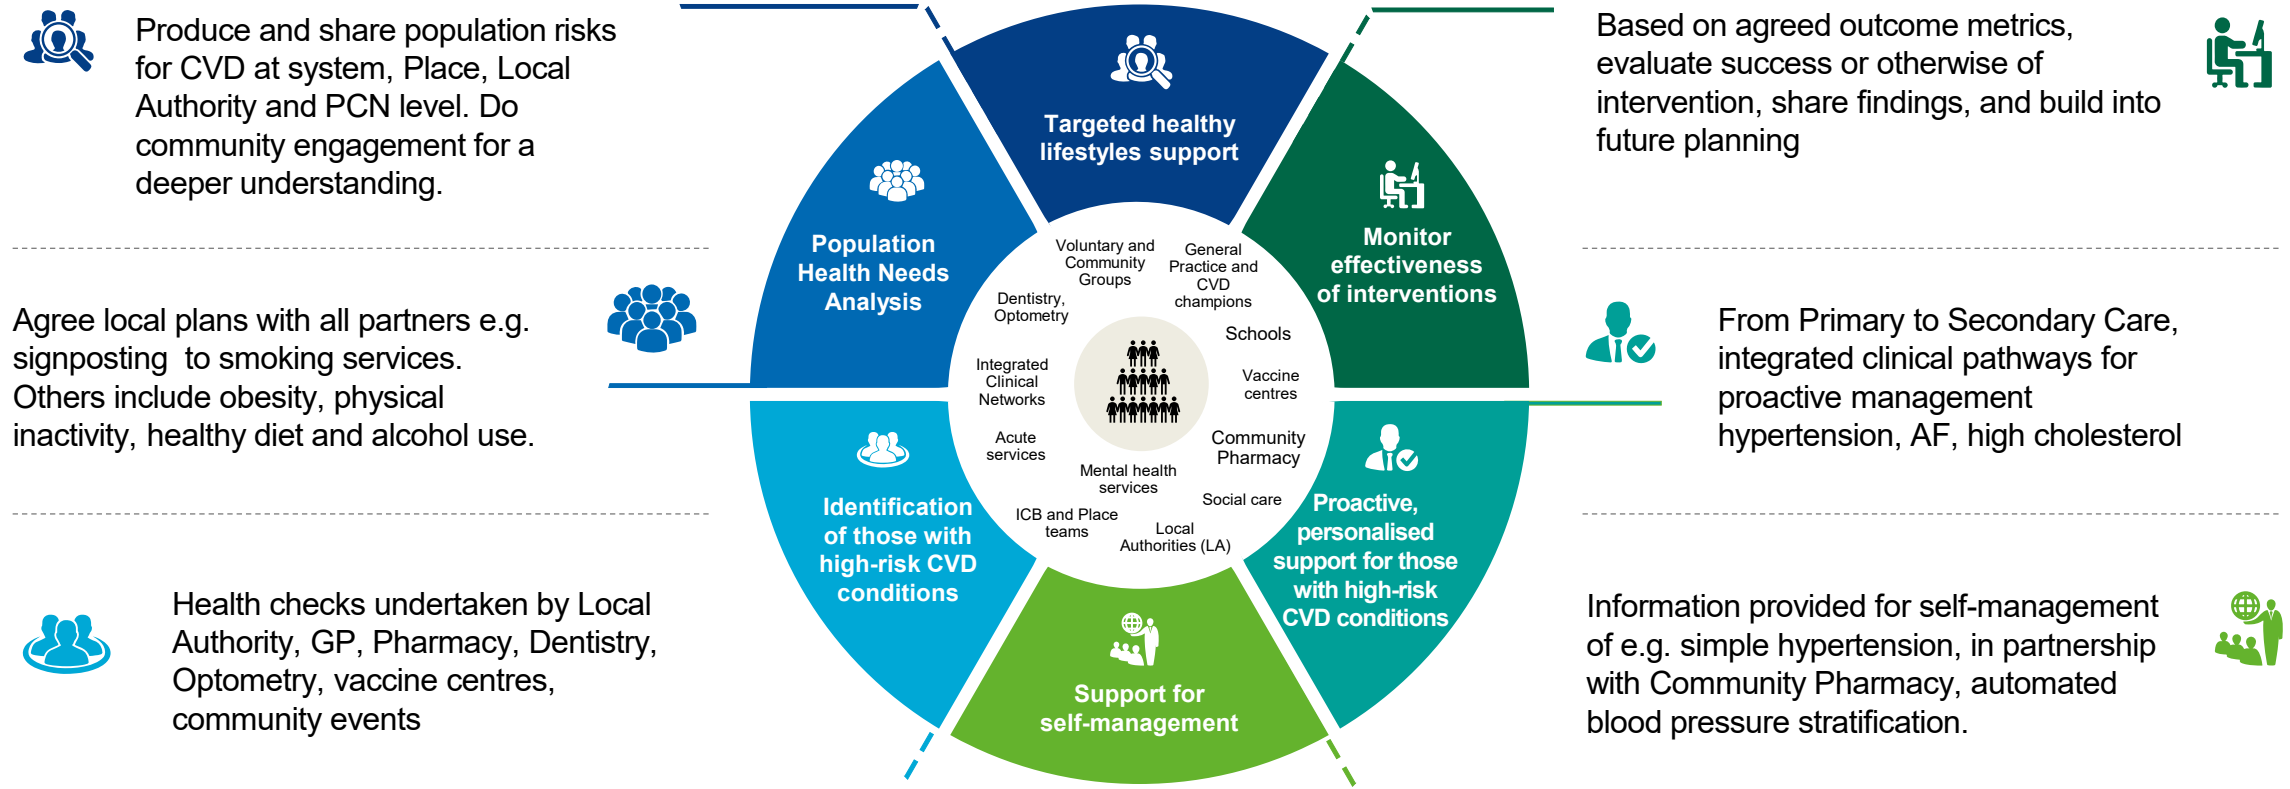 Produce and share population risks
for CVD at system, Place, Local
Authority and PCN level. Do
community engagement for a
deeper understanding.
Agree local plans with all partners e.g.
signposting  to smoking services.
Others include obesity, physical
inactivity, healthy diet and alcohol use.
Health checks undertaken by Local
Authority, GP, Pharmacy, Dentistry,
Optometry, vaccine centres,
community events
Targeted healthy
lifestyles support
Population
Health Needs
Analysis
Monitor
effectiveness
of interventions
Identification
of those with
high-risk CVD
conditions
Proactive,
personalised
support for those
with high-risk
CVD conditions
Support for
self-management
Voluntary and
Community
Groups
General
Practice and
CVD
champions
Dentistry,
Optometry
Schools
Integrated
Clinical
Networks
Vaccine
centres
Acute
services
Community
Pharmacy
Mental health
services
Social care
ICB and Place
teams
Local
Authorities (LA)
Based on agreed outcome metrics,
evaluate success or otherwise of
intervention, share findings, and build into
future planning
From Primary to Secondary Care,
integrated clinical pathways for
proactive management
hypertension, AF, high cholesterol
Information provided for self-management
of e.g. simple hypertension, in partnership
with Community Pharmacy, automated
blood pressure stratification.